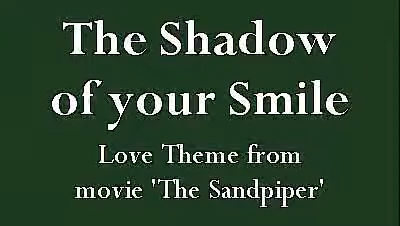 The Shadow
of your Smile
Love Theme from
movie 'The Sandpiper'